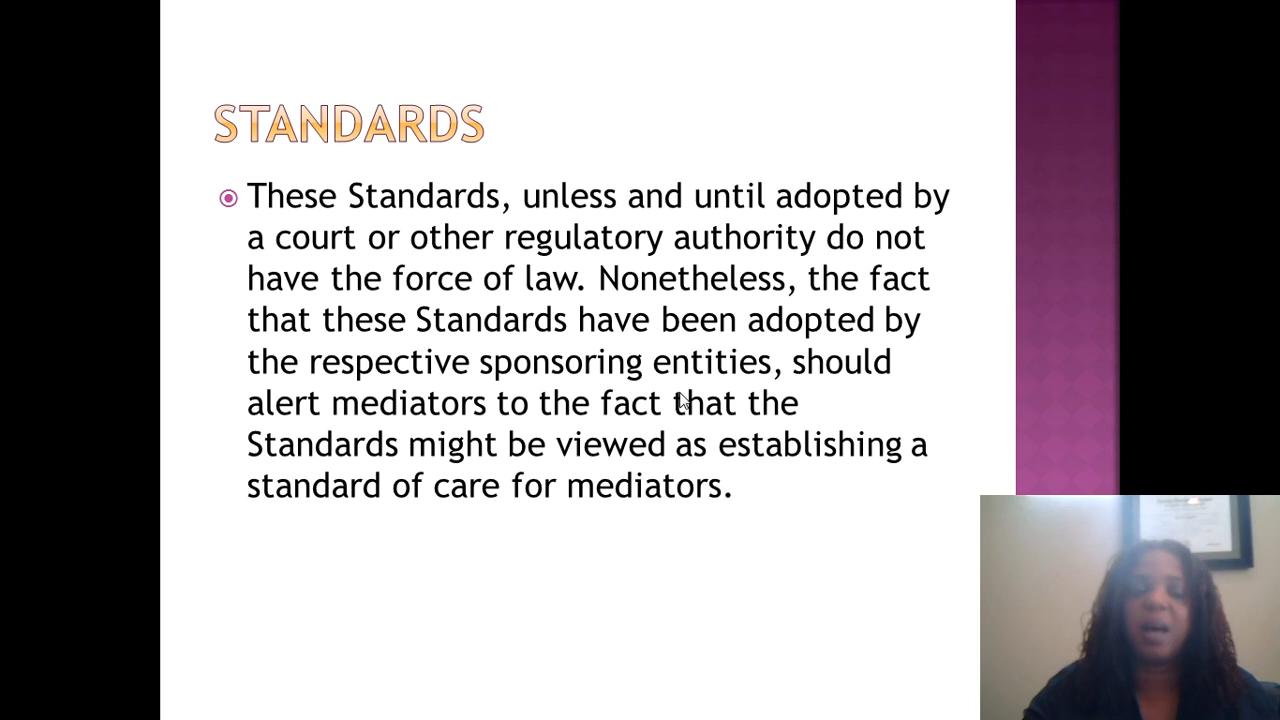 STANDARDS
These Standards, unless and until adopted by
a court or other regulatory authority do not
have the force of law. Nonetheless, the fact
that these Standards have been adopted by
the respective sponsoring entities, should
alert mediators to the fact that the
Standards might be viewed as establishing a
standard of care for mediators.